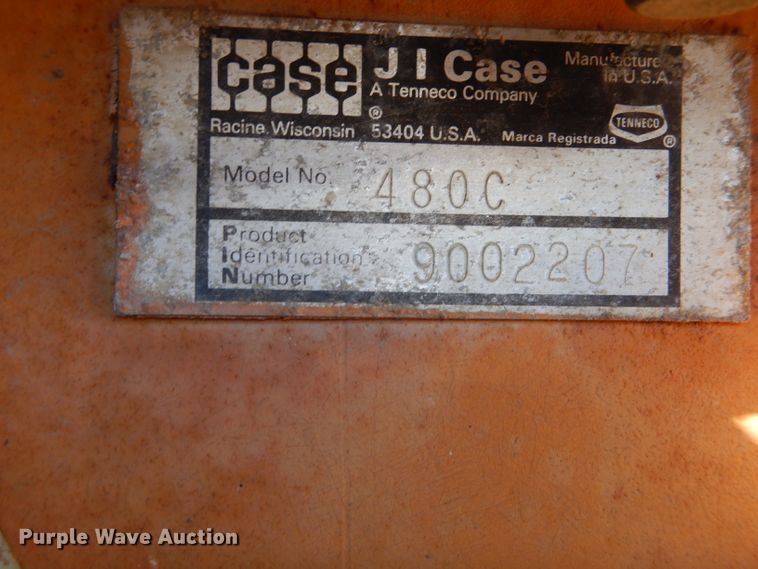 case
J I Case
A Tenneco Company
Manufactured
in U.S.A.
Racine, Wisconsin 53404 U.S.A.
Marca Registrada
TENNECO
Model No. 480C
Product
Identification
Number
9002207
Purple Wave Auction